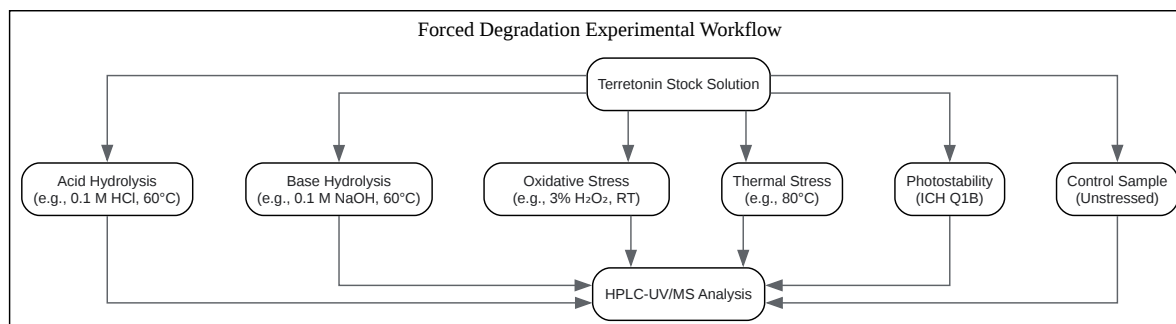 Forced Degradation Experimental Workflow
Terretonin Stock Solution
Acid Hydrolysis
(e.g., 0.1 M HCl, 60°C)
Base Hydrolysis
(e.g., 0.1 M NaOH, 60°C)
Oxidative Stress
(e.g., 3% H₂O₂, RT)
Thermal Stress
(e.g., 80°C)
Photostability
(ICH Q1B)
Control Sample
(Unstressed)
HPLC-UV/MS Analysis